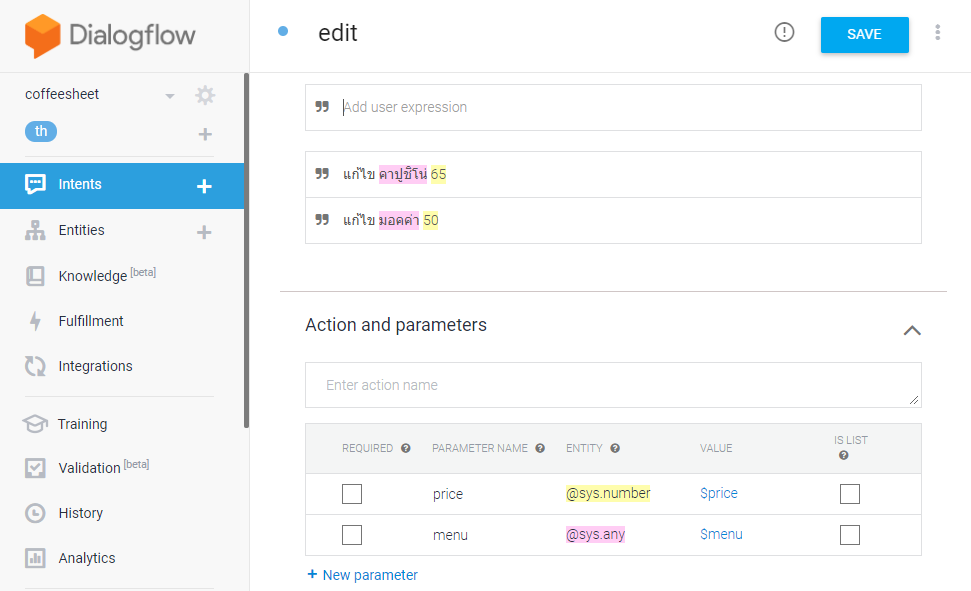 Dialogflow
edit
SAVE
coffeesheet
th
Intents
Entities
Knowledge [beta]
Fulfillment
Integrations
Training
Validation [beta]
History
Analytics
Add user expression
แก้ไข คาปูชิโน่ 65
แก้ไข มอคค่า 50
Action and parameters
Enter action name
REQUIRED PARAMETER NAME ENTITY VALUE IS LIST
price @sys.number $price
menu @sys.any $menu
+ New parameter